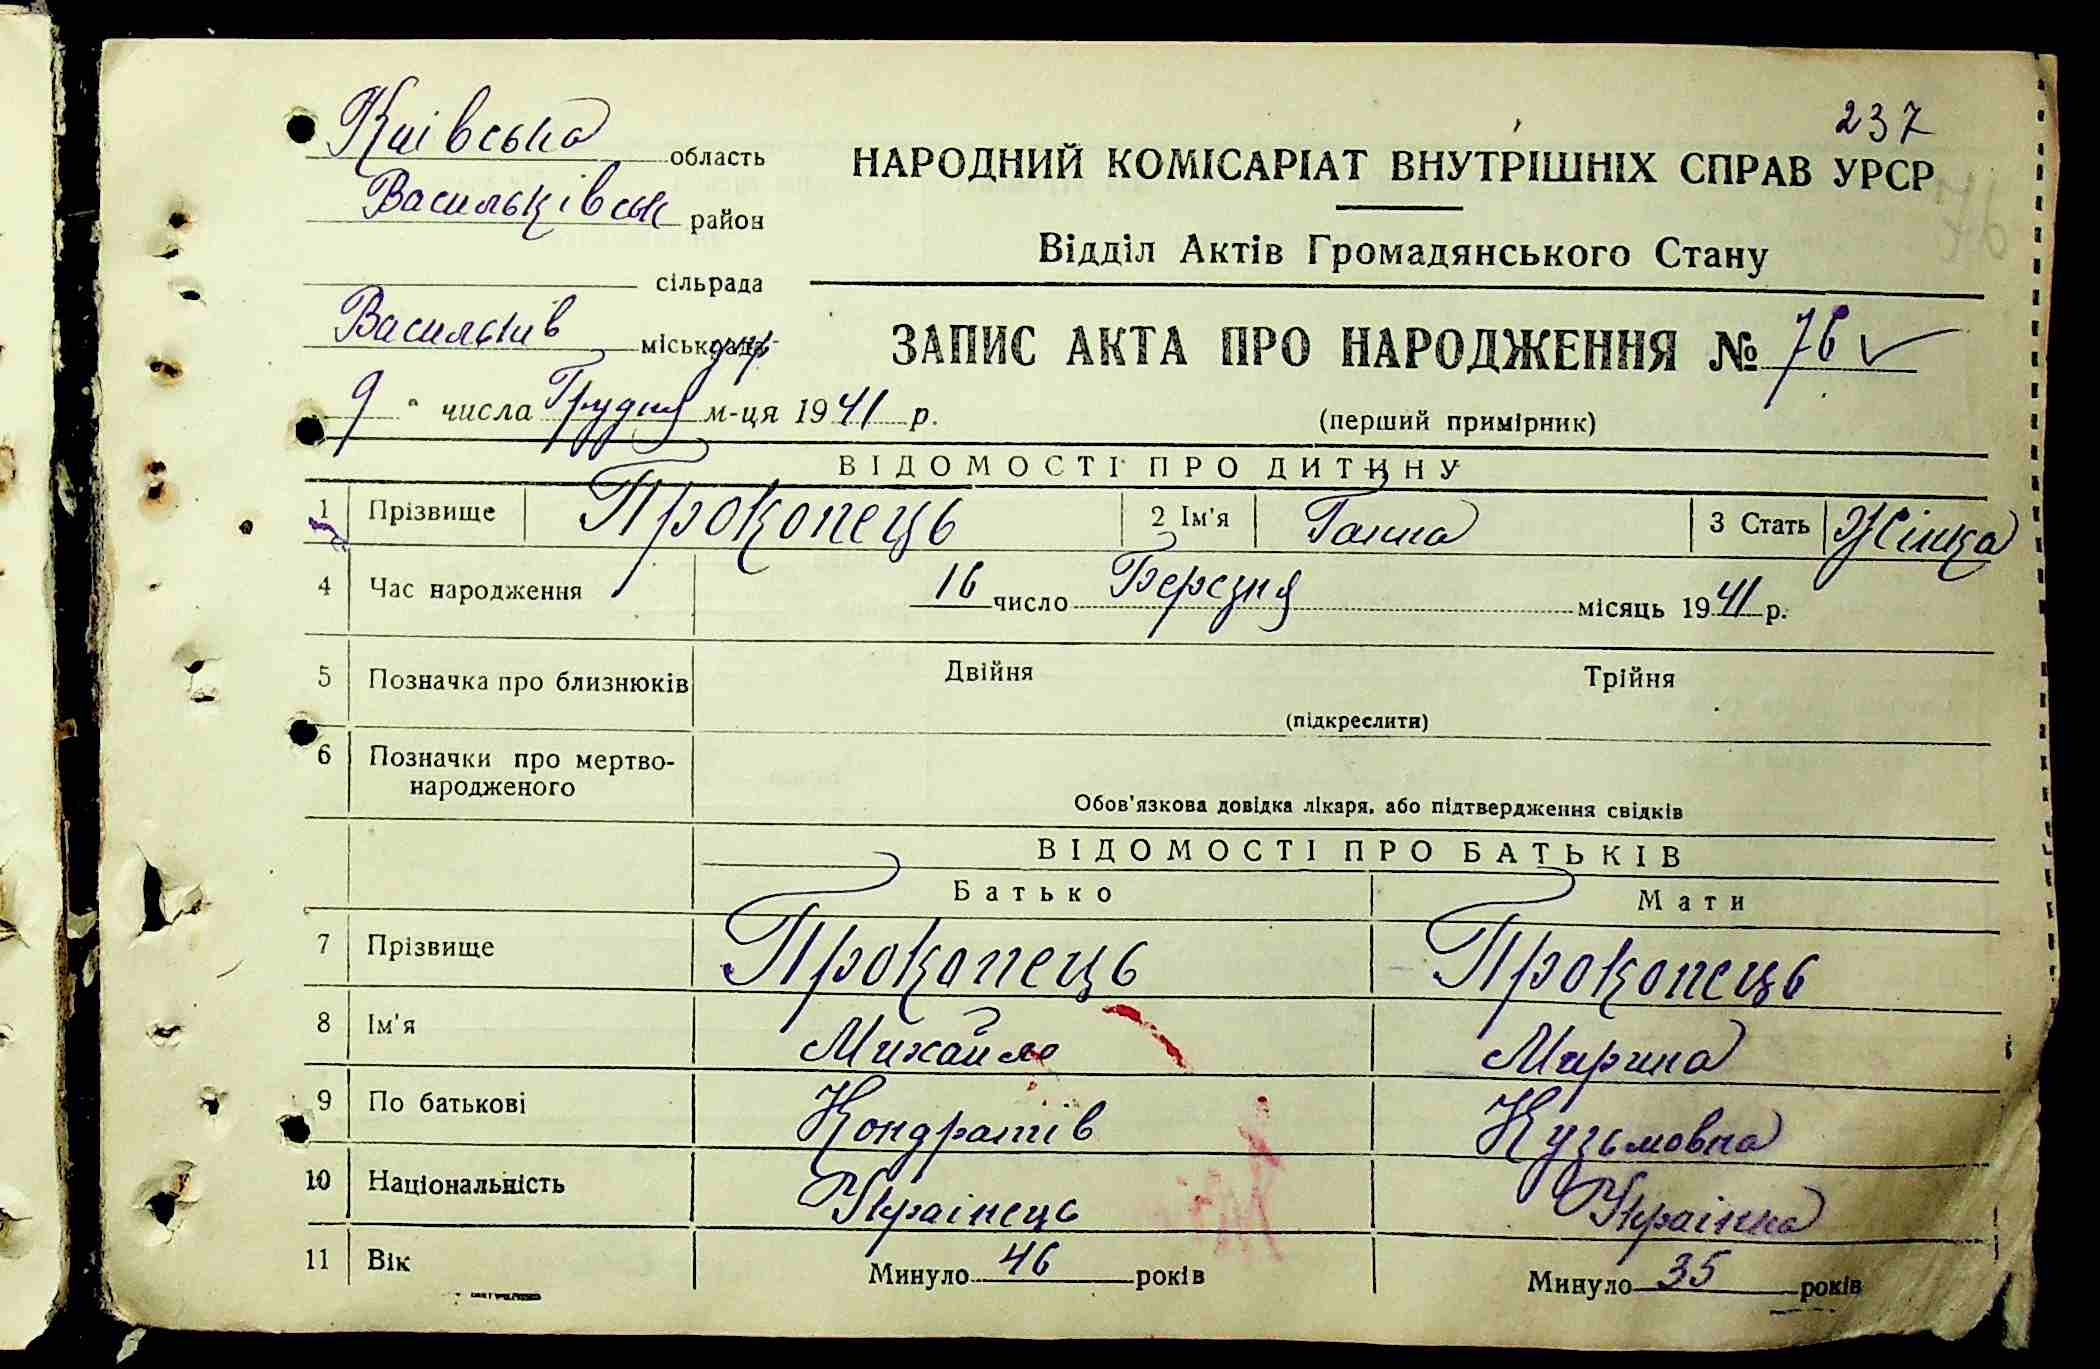 237
Київська область
Васильківськ район
сільрада
Васильків міськ упр.
НАРОДНИЙ КОМІСАРІАТ ВНУТРІШНІХ СПРАВ УРСР
Відділ Актів Громадянського Стану
ЗАПИС АКТА ПРО НАРОДЖЕННЯ № 76
9 " числа Грудня м-ця 1941 р.
(перший примірник)
ВІДОМОСТІ ПРО ДИТИНУ
1 Прізвище Прокопець 2 Ім'я Ганна 3 Стать Жінка
4 Час народження 16 число Березня місяць 1941 р.
5 Позначка про близнюків Двійня Трійня
(підкреслити)
6 Позначки про мертво-
народженого
Обов'язкова довідка лікаря, або підтвердження свідків
ВІДОМОСТІ ПРО БАТЬКІВ
Батько Мати
7 Прізвище Прокопець Прокопець
8 Ім'я Михайло Марина
9 По батькові Кондратів Кузьмовна
10 Національність Украінець Украінка
11 Вік Минуло 46 років Минуло 35 років